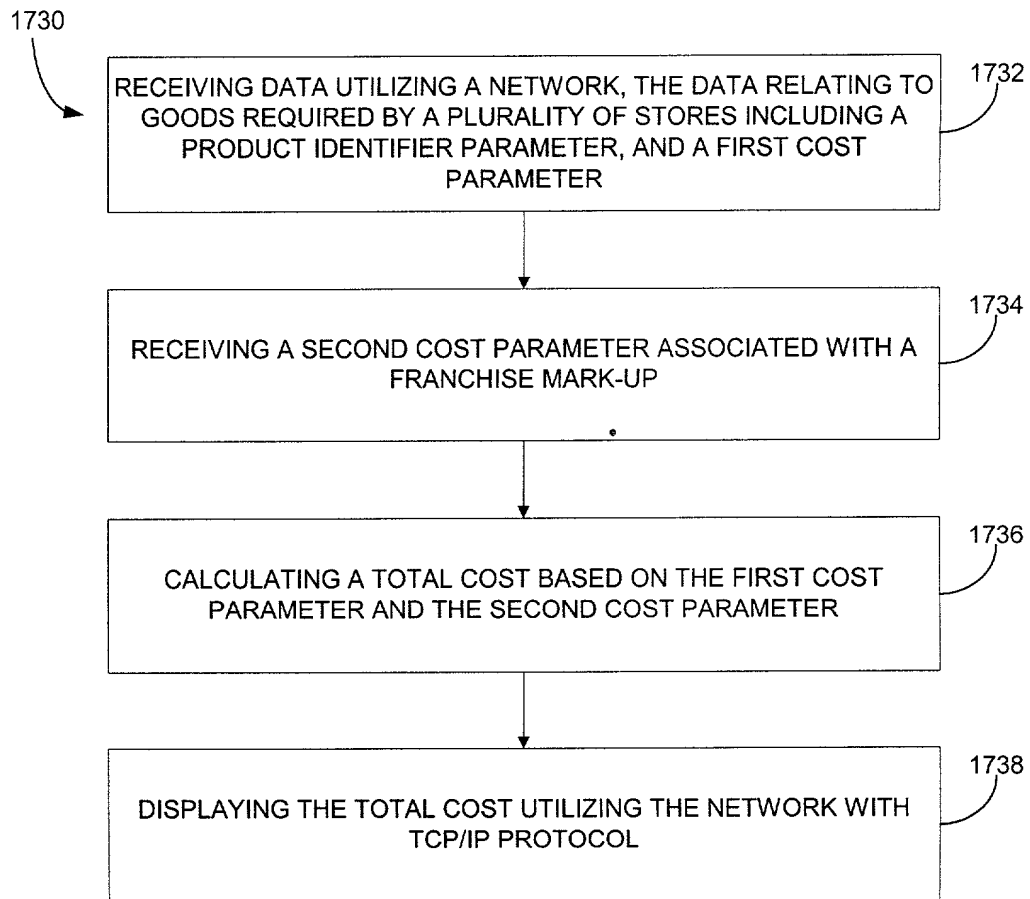 1730
RECEIVING DATA UTILIZING A NETWORK, THE DATA RELATING TO
GOODS REQUIRED BY A PLURALITY OF STORES INCLUDING A
PRODUCT IDENTIFIER PARAMETER, AND A FIRST COST
PARAMETER
1732
RECEIVING A SECOND COST PARAMETER ASSOCIATED WITH A
FRANCHISE MARK-UP
1734
CALCULATING A TOTAL COST BASED ON THE FIRST COST
PARAMETER AND THE SECOND COST PARAMETER
1736
DISPLAYING THE TOTAL COST UTILIZING THE NETWORK WITH
TCP/IP PROTOCOL
1738